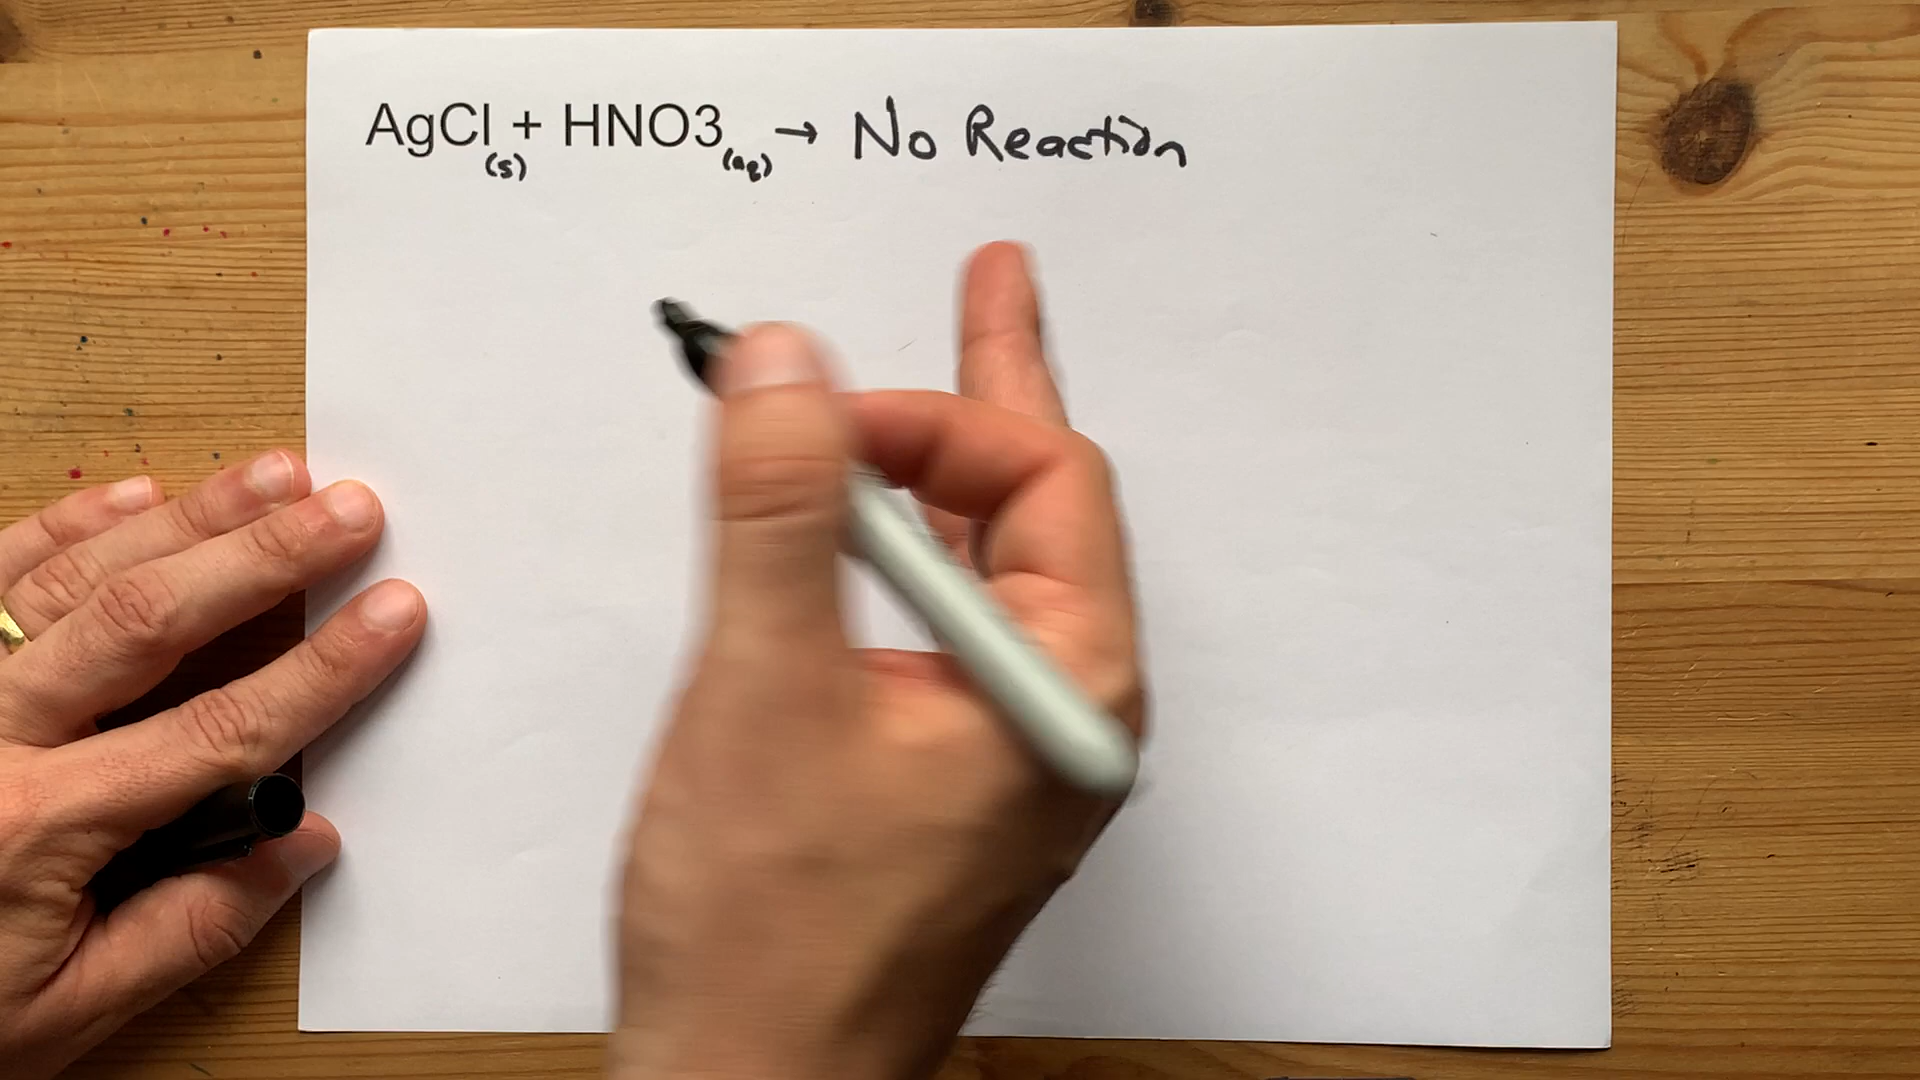 AgCl(s) + HNO3(aq) → No Reaction